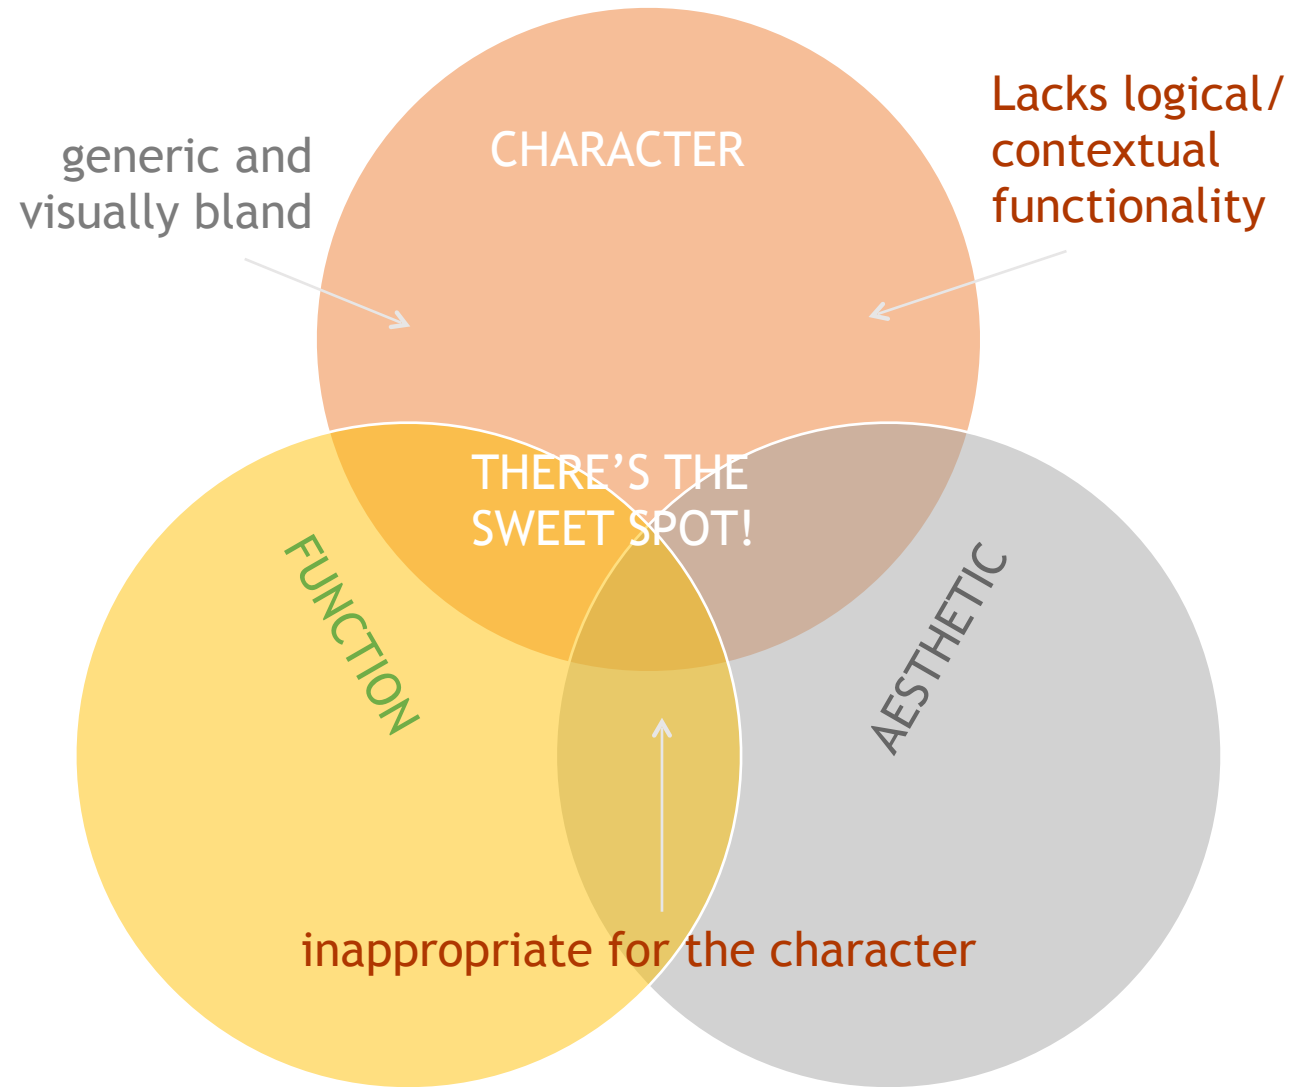 CHARACTER
generic and
visually bland
Lacks logical/
contextual
functionality
THERE’S THE
SWEET SPOT!
FUNCTION
AESTHETIC
inappropriate for the character